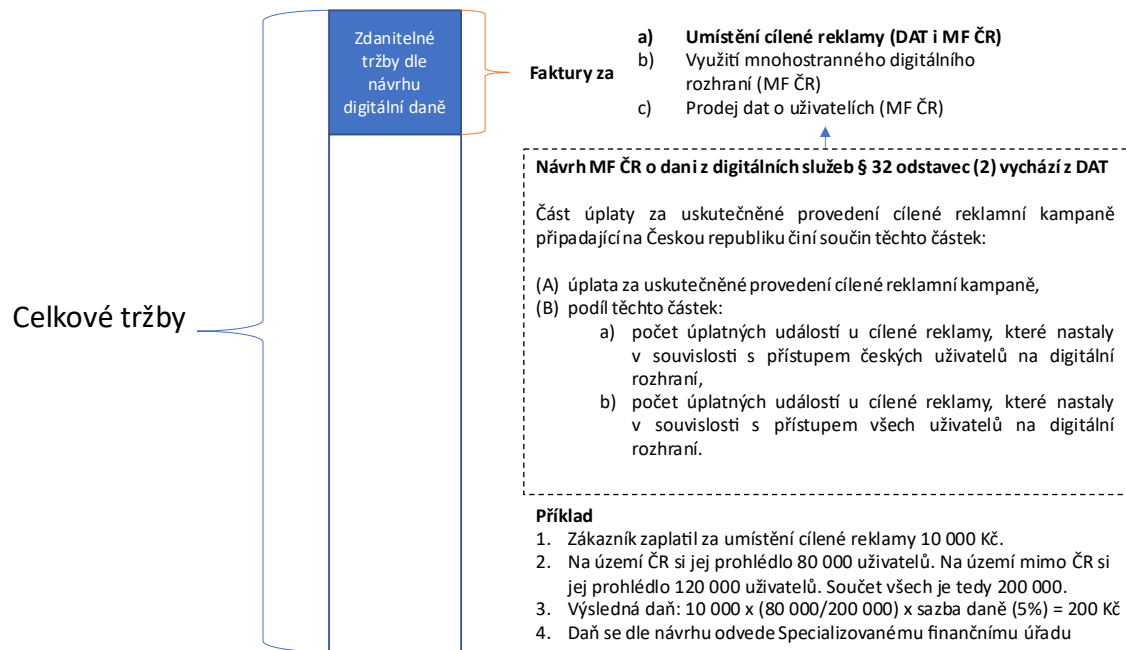 Zdanitelné
tržby dle
návrhu
digitální daně
Faktury za
a) Umístění cílené reklamy (DAT i MF ČR)
b) Využití mnohostranného digitálního
rozhraní (MF ČR)
c) Prodej dat o uživatelích (MF ČR)
Celkové tržby
Návrh MF ČR o dani z digitálních služeb § 32 odstavec (2) vychází z DAT
Část úplaty za uskutečněné provedení cílené reklamní kampaně
připadající na Českou republiku činí součin těchto částek:
(A) úplata za uskutečněné provedení cílené reklamní kampaně,
(B) podíl těchto částek:
a) počet úplatných událostí u cílené reklamy, které nastaly
v souvislosti s přístupem českých uživatelů na digitální
rozhraní,
b) počet úplatných událostí u cílené reklamy, které nastaly
v souvislosti s přístupem všech uživatelů na digitální
rozhraní.
Příklad
1. Zákazník zaplatil za umístění cílené reklamy 10 000 Kč.
2. Na území ČR si jej prohlédlo 80 000 uživatelů. Na území mimo ČR si
jej prohlédlo 120 000 uživatelů. Součet všech je tedy 200 000.
3. Výsledná daň: 10 000 x (80 000/200 000) x sazba daně (5%) = 200 Kč
4. Daň se dle návrhu odvede Specializovanému finančnímu úřadu